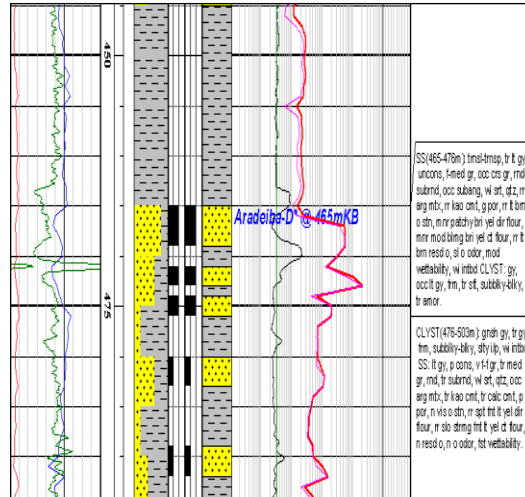 450
SS(465-476m): trnsl-trnsp, tr lt gy
uncons, f-med gr, occ crs gr, rnd-
subrnd, occ subang, wl srt, qtz, rr
arg mtx, rr kao cmt, g por, rr lt brn
o stn, mnr patchy bri yel dir flour,
mnr mod blmg bri yel ct flour, rr lt
brn resd o, sl o odor, mod
wettability, w/ intbd CLYST: gy,
occ lt gy, frm, tr sft, subblky-blky,
tr amor.
Aradeiba-D" @ 465mKB
475
CLYST(476-503m): gnsh gy, tr gy
frm, subblky-blky, slty i/p, w/ intbd
SS: lt gy, p cons, v f-f gr, tr med
gr, rnd, tr subrnd, wl srt, qtz, occ
arg mtx, tr kao cmt, tr calc cmt, p
por, n vis o stn, rr spt fnt lt yel dir
flour, rr slo strmg fnt lt yel ct flour,
n resd o, n o odor, fst wettability.